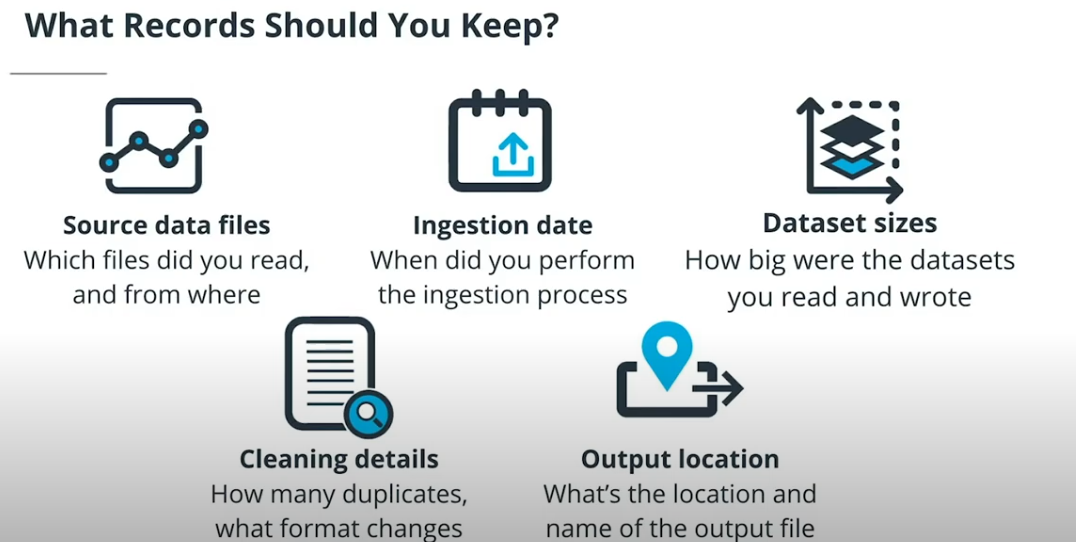 What Records Should You Keep?
Source data files
Which files did you read,
and from where
Ingestion date
When did you perform
the ingestion process
Dataset sizes
How big were the datasets
you read and wrote
Cleaning details
How many duplicates,
what format changes
Output location
What's the location and
name of the output file